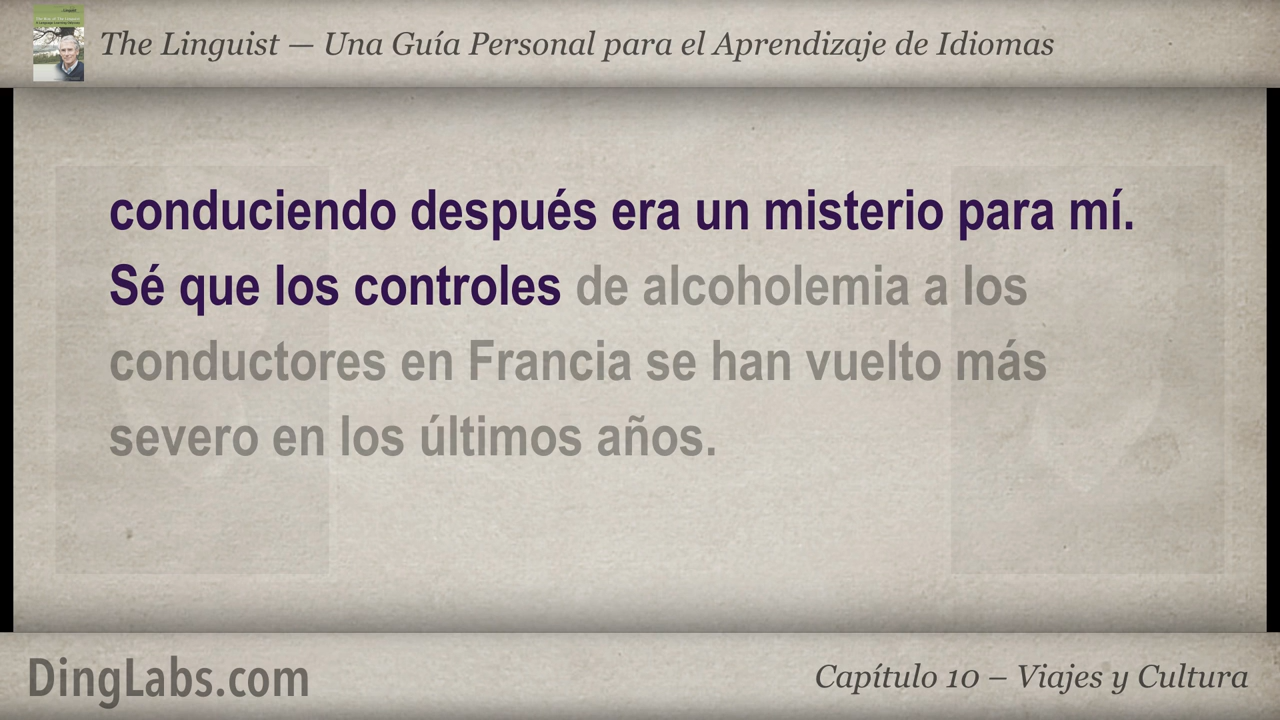 The Linguist — Una Guía Personal para el Aprendizaje de Idiomas
conduciendo después era un misterio para mí.
Sé que los controles de alcoholemia a los
conductores en Francia se han vuelto más
severo en los últimos años.
DingLabs.com
Capítulo 10 – Viajes y Cultura